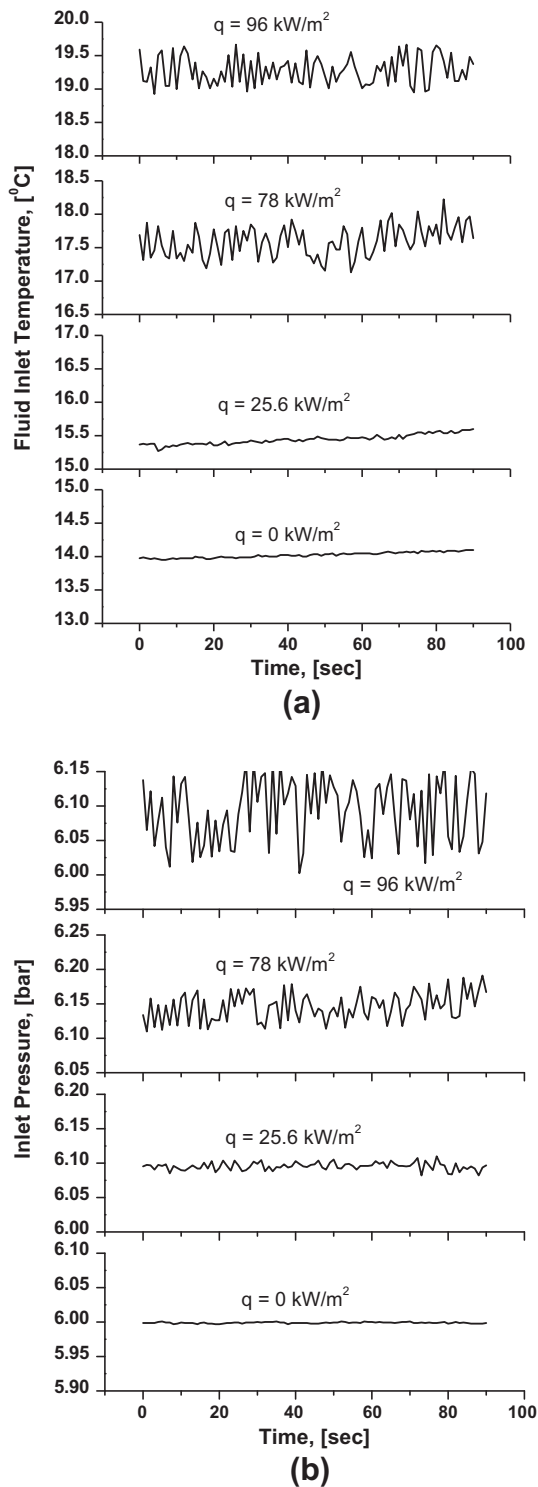 q = 96 kW/m²
20.0
19.5
19.0
18.5
18.0
q = 78 kW/m²
18.5
18.0
17.5
17.0
16.5
Fluid Inlet Temperature, [⁰C]
17.0
16.5
16.0
15.5
15.0
q = 25.6 kW/m²
15.0
14.5
14.0
13.5
13.0
q = 0 kW/m²
0 20 40 60 80 100
Time, [sec]
(a)
6.15
6.10
6.05
6.00
5.95
q = 96 kW/m²
6.25
6.20
6.15
6.10
6.05
q = 78 kW/m²
Inlet Pressure, [bar]
6.20
6.15
6.10
6.05
6.00
q = 25.6 kW/m²
6.10
6.05
6.00
5.95
5.90
q = 0 kW/m²
0 20 40 60 80 100
Time, [sec]
(b)